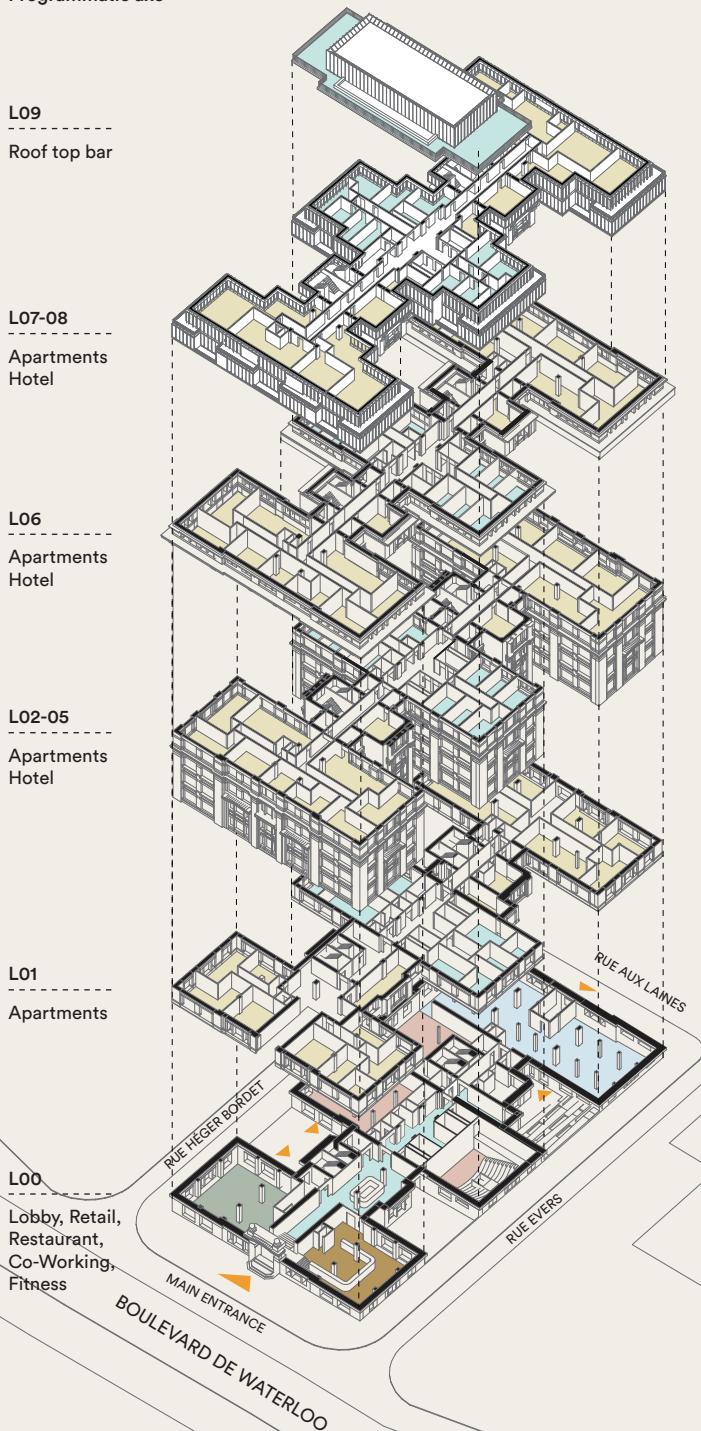 Programmatic axo
L09
Roof top bar
L07-08
Apartments
Hotel
L06
Apartments
Hotel
L02-05
Apartments
Hotel
L01
Apartments
RUE AUX LAINES
RUE HEGER BORDET
L00
Lobby, Retail,
Restaurant,
Co-Working,
Fitness
RUE EVERS
MAIN ENTRANCE
BOULEVARD DE WATERLOO